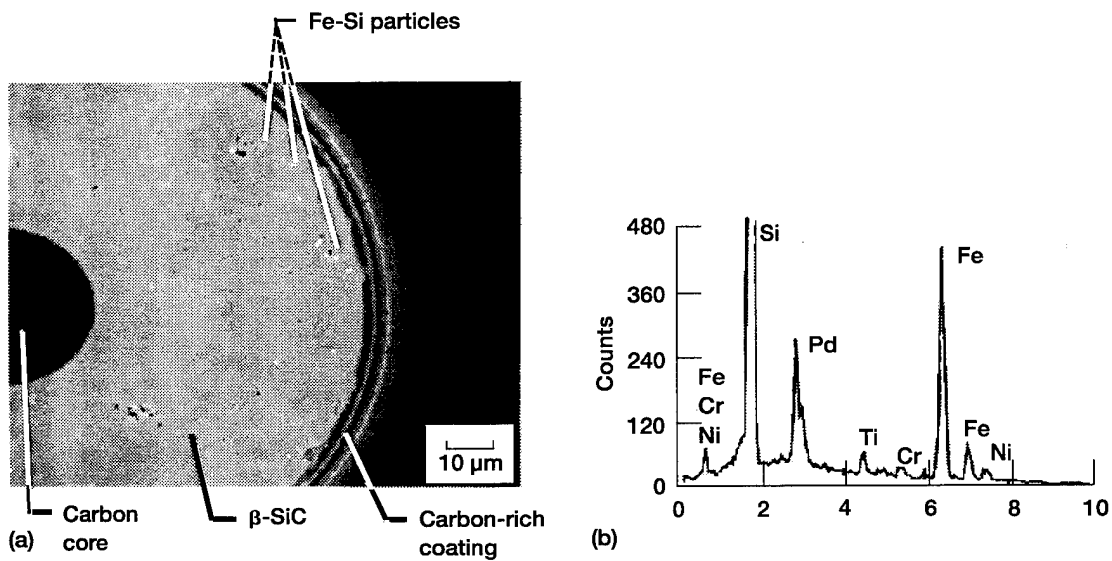 Fe-Si particles
10 μm
Carbon
core
β-SiC
Carbon-rich
coating
(a)
480
360
240
120
0
Counts
Si
Fe
Pd
Fe
Cr
Ni
Ti
Cr
Fe
Ni
0
2
4
6
8
10
(b)